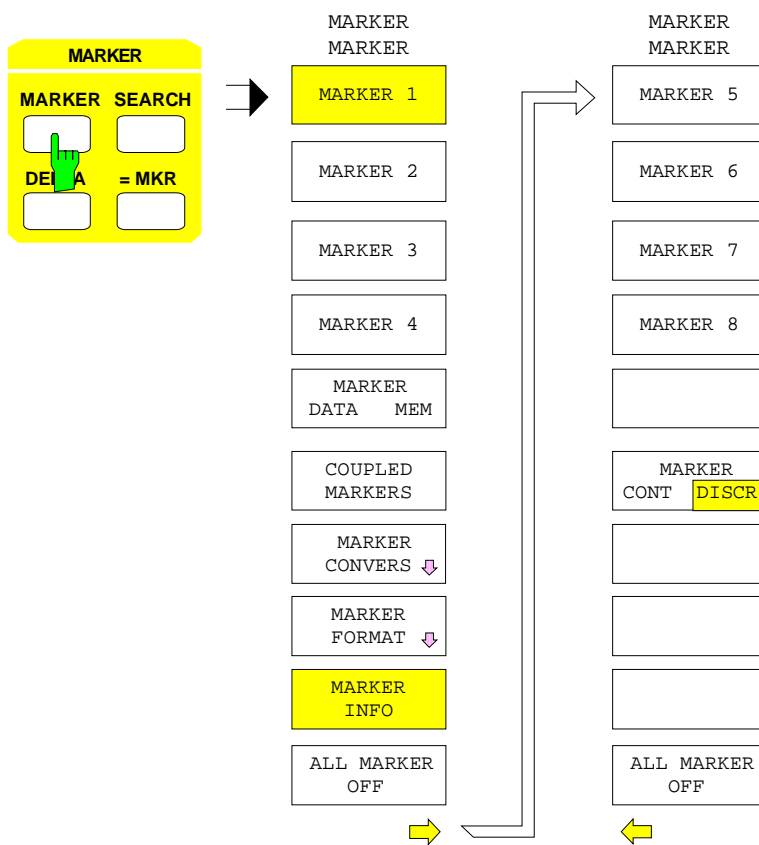 MARKER
MARKER SEARCH
DELTA = MKR
MARKER
MARKER
MARKER 1
MARKER 2
MARKER 3
MARKER 4
MARKER
DATA MEM
COUPLED
MARKERS
MARKER
CONVERS
MARKER
FORMAT
MARKER
INFO
ALL MARKER
OFF
MARKER
MARKER
MARKER 5
MARKER 6
MARKER 7
MARKER 8
MARKER
CONT DISCR
ALL MARKER
OFF